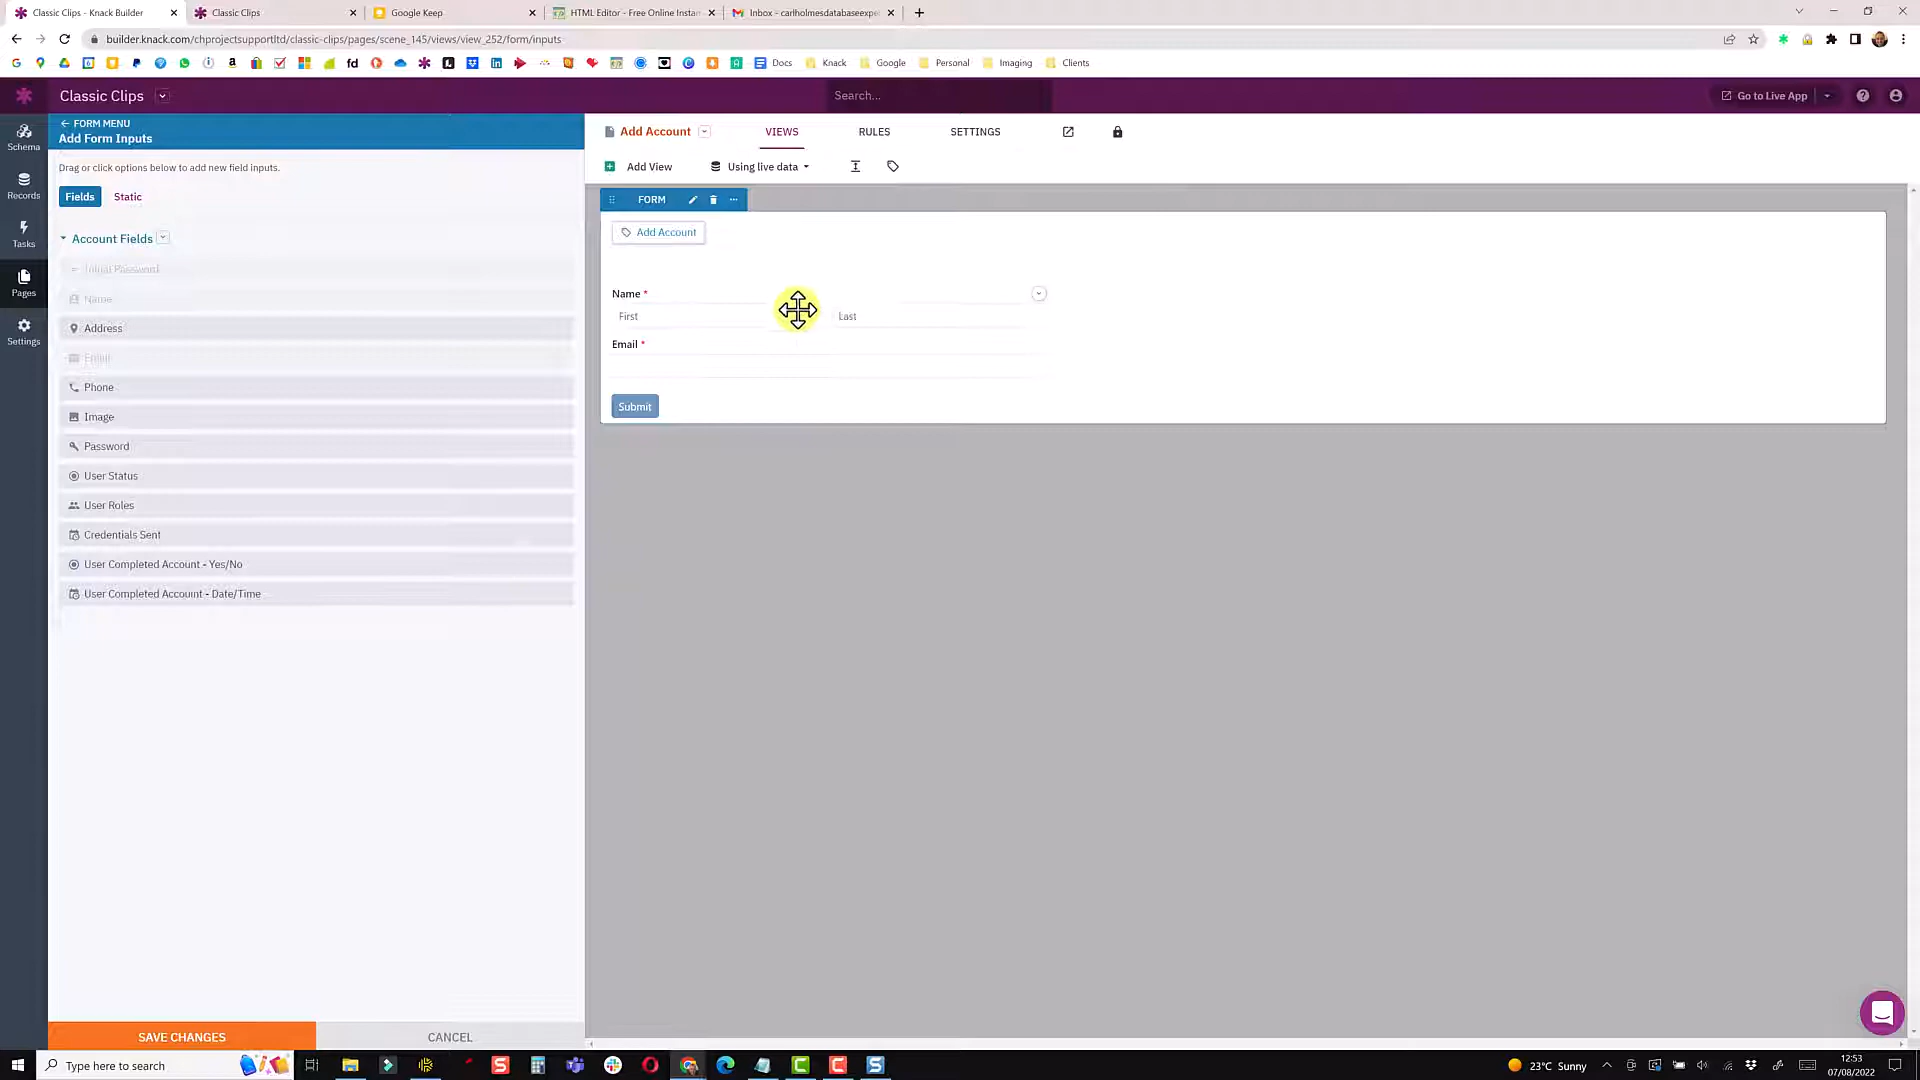 Classic Clips - Knack Builder
Classic Clips
Google Keep
HTML Editor - Free Online Instan
Inbox - carlholmesdatabaseexpe
builder.knack.com/chprojectsupportltd/classic-clips/pages/scene_145/views/view_252/form/inputs
Docs
Knack
Google
Personal
Imaging
Clients
Classic Clips
Search...
Go to Live App
FORM MENU
Add Form Inputs
Add Account
VIEWS
RULES
SETTINGS
Drag or click options below to add new field inputs.
Add View
Using live data
Fields
Static
FORM
Schema
Records
Tasks
Pages
Settings
Account Fields
Initial Password
Name
Address
Email
Phone
Image
Password
User Status
User Roles
Credentials Sent
User Completed Account - Yes/No
User Completed Account - Date/Time
Add Account
Name *
First
Last
Email *
Submit
SAVE CHANGES
CANCEL
Type here to search
23°C Sunny
12:53
07/08/2022